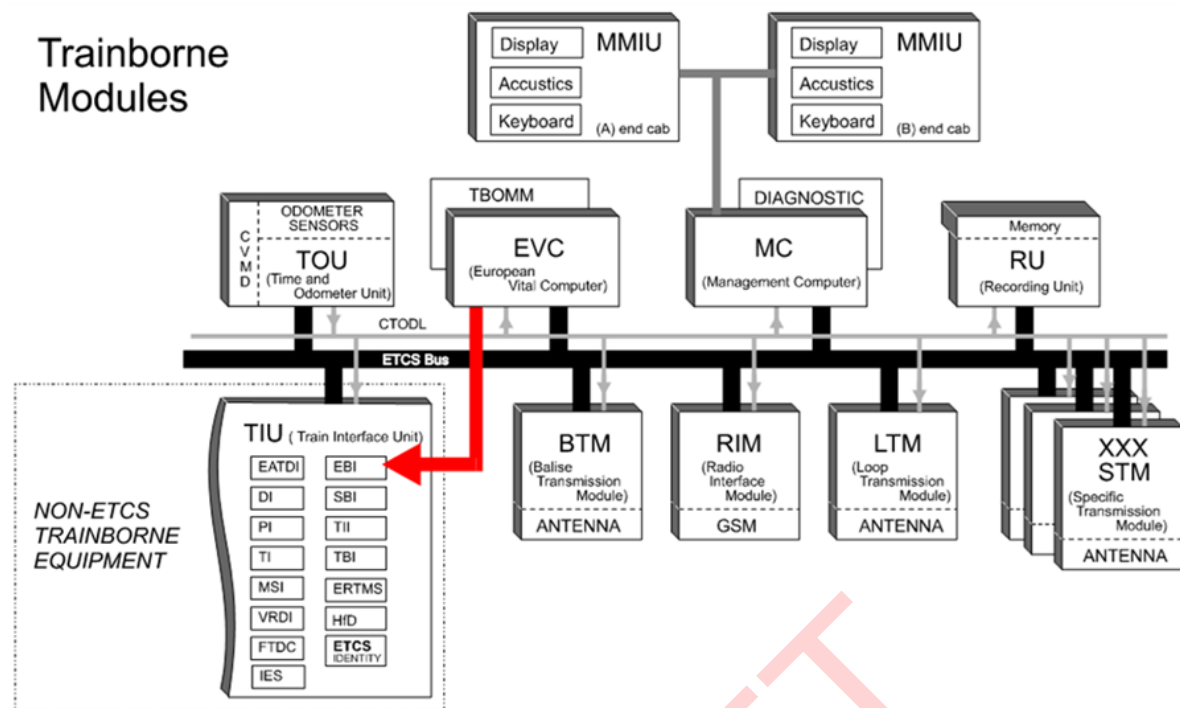 Trainborne
Modules
Display
MMIU
Accustics
Keyboard
(A) end cab
Display
MMIU
Accustics
Keyboard
(B) end cab
TBOMM
DIAGNOSTIC
CVMD
ODOMETER
SENSORS
TOU
(Time and
Odometer Unit)
EVC
(European
Vital Computer)
MC
(Management Computer)
Memory
RU
(Recording Unit)
CTODL
ETCS Bus
TIU ( Train Interface Unit)
EATDI
EBI
DI
SBI
PI
TII
TI
TBI
MSI
ERTMS
VRDI
HfD
FTDC
ETCS
IDENTITY
IES
NON-ETCS
TRAINBORNE
EQUIPMENT
BTM
(Balise
Transmission
Module)
ANTENNA
RIM
(Radio
Interface
Module)
GSM
LTM
(Loop
Transmission
Module)
ANTENNA
XXX
STM
(Specific
Transmission
Module)
ANTENNA